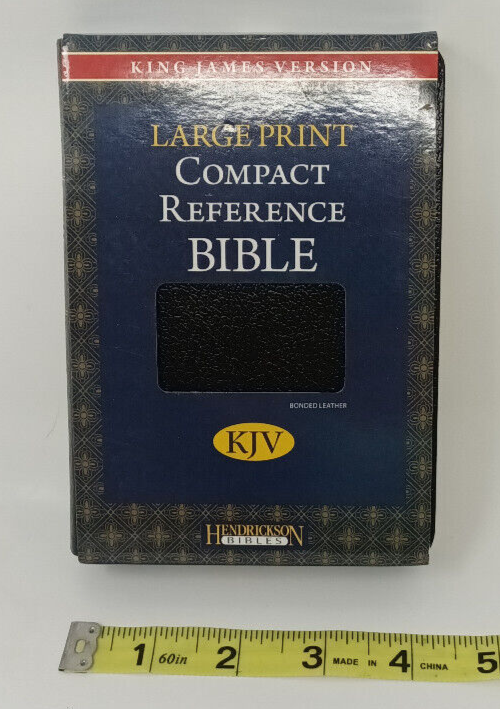 KING JAMES VERSION
LARGE PRINT
COMPACT
REFERENCE
BIBLE
BONDED LEATHER
KJV
HENDRICKSON
BIBLES
1 60in 2 3 MADE IN 4 CHINA 5